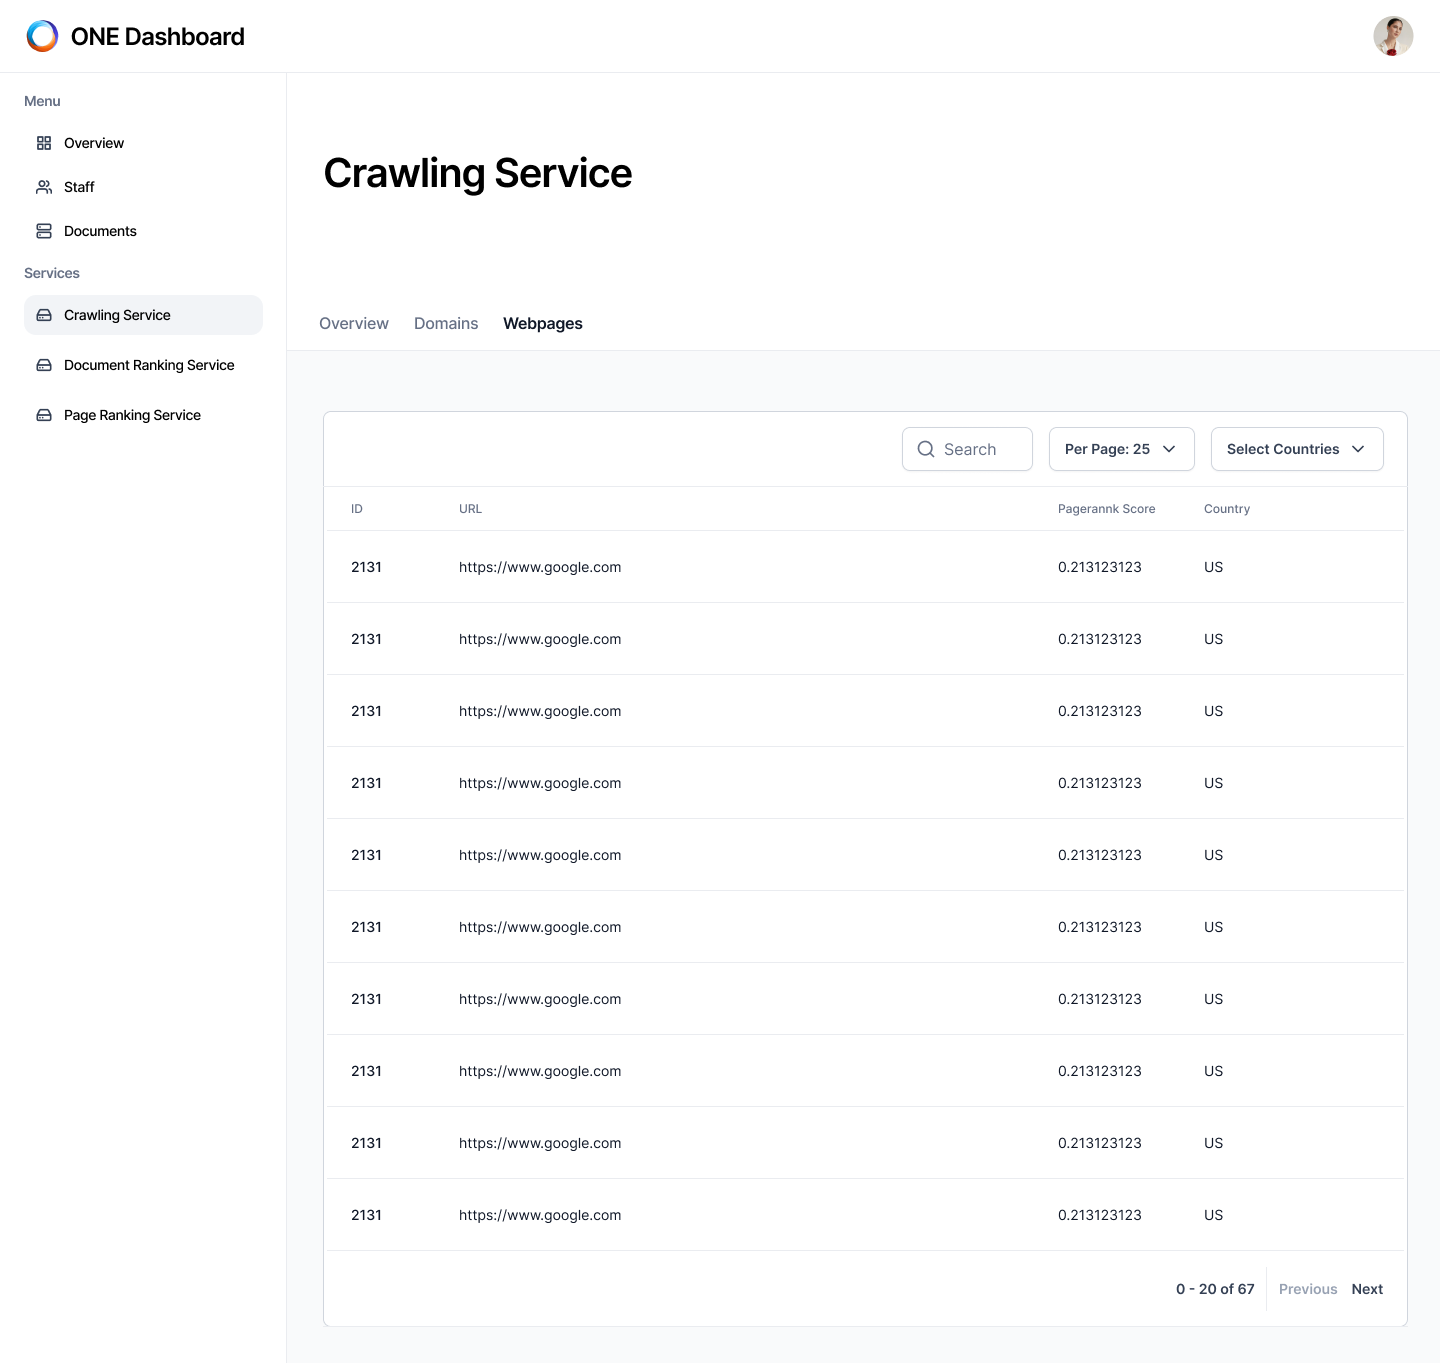 ONE Dashboard
Menu
Overview
Staff
Documents
Services
Crawling Service
Document Ranking Service
Page Ranking Service
Crawling Service
Overview Domains Webpages
Search Per Page: 25 Select Countries
ID URL Pagerannk Score Country
2131 https://www.google.com 0.213123123 US
2131 https://www.google.com 0.213123123 US
2131 https://www.google.com 0.213123123 US
2131 https://www.google.com 0.213123123 US
2131 https://www.google.com 0.213123123 US
2131 https://www.google.com 0.213123123 US
2131 https://www.google.com 0.213123123 US
2131 https://www.google.com 0.213123123 US
2131 https://www.google.com 0.213123123 US
2131 https://www.google.com 0.213123123 US
0 - 20 of 67 Previous Next